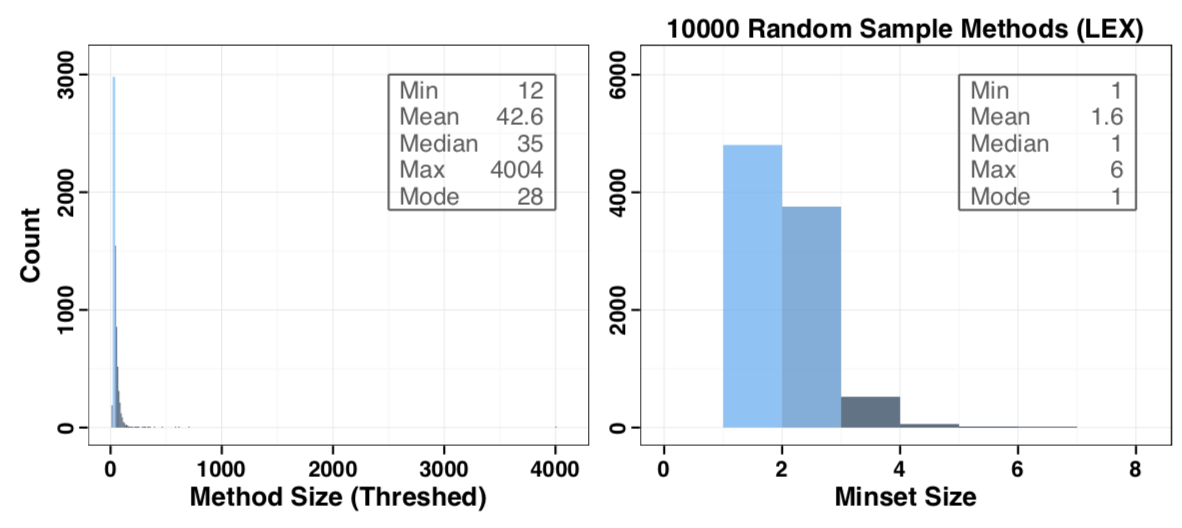 Count
3000
2000
1000
0
Min 12
Mean 42.6
Median 35
Max 4004
Mode 28
0 1000 2000 3000 4000
Method Size (Threshed)
10000 Random Sample Methods (LEX)
6000
4000
2000
0
Min 1
Mean 1.6
Median 1
Max 6
Mode 1
0 2 4 6 8
Minset Size